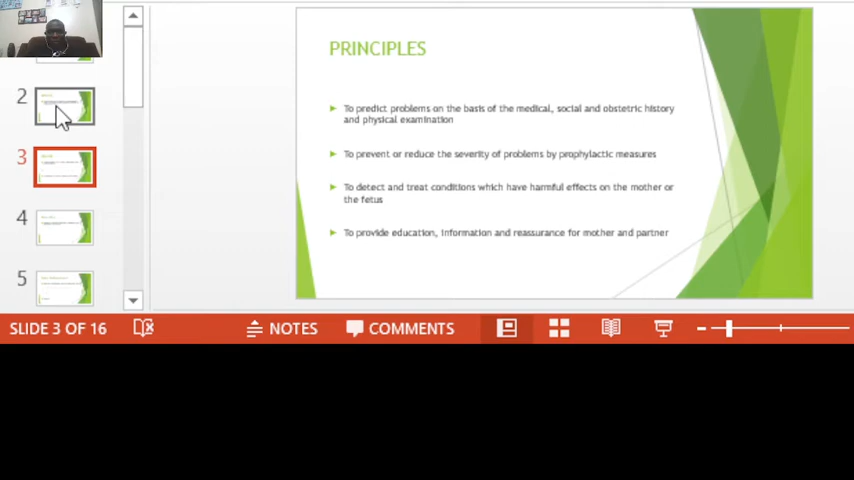 PRINCIPLES
To predict problems on the basis of the medical, social and obstetric history
and physical examination
To prevent or reduce the severity of problems by prophylactic measures
To detect and treat conditions which have harmful effects on the mother or
the fetus
To provide education, information and reassurance for mother and partner
2
3
4
5
SLIDE 3 OF 16 NOTES COMMENTS